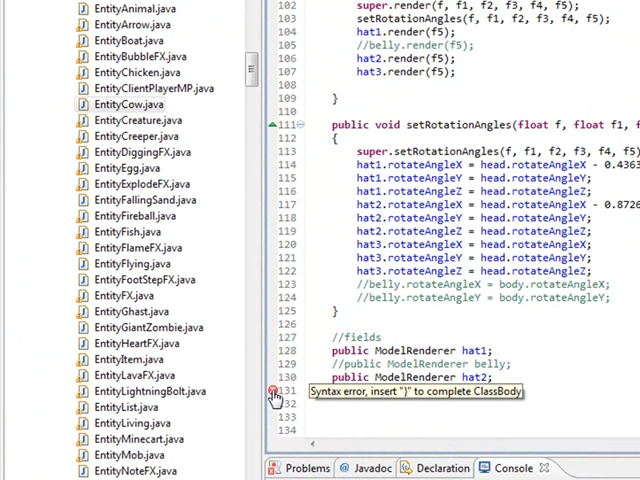 EntityAnimal.java
EntityArrow.java
EntityBoat.java
EntityBubbleFX.java
EntityChicken.java
EntityClientPlayerMP.java
EntityCow.java
EntityCreature.java
EntityCreeper.java
EntityDiggingFX.java
EntityEgg.java
EntityExplodeFX.java
EntityFallingSand.java
EntityFireball.java
EntityFish.java
EntityFlameFX.java
EntityFlying.java
EntityFootStepFX.java
EntityFX.java
EntityGhast.java
EntityGiantZombie.java
EntityHeartFX.java
EntityItem.java
EntityLavaFX.java
EntityLightningBolt.java
EntityList.java
EntityLiving.java
EntityMinecart.java
EntityMob.java
EntityNoteFX.java
102 super.render(f, f1, f2, f3, f4, f5);
103 setRotationAngles(f, f1, f2, f3, f4, f5);
104 hat1.render(f5);
105 //belly.render(f5);
106 hat2.render(f5);
107 hat3.render(f5);
108
109 }
110
111 public void setRotationAngles(float f, float f1,
112 {
113 super.setRotationAngles(f, f1, f2, f3, f4, f5)
114 hat1.rotateAngleX = head.rotateAngleX - 0.4363
115 hat1.rotateAngleY = head.rotateAngleY;
116 hat1.rotateAngleZ = head.rotateAngleZ;
117 hat2.rotateAngleX = head.rotateAngleX - 0.8726
118 hat2.rotateAngleY = head.rotateAngleY;
119 hat2.rotateAngleZ = head.rotateAngleZ;
120 hat3.rotateAngleX = head.rotateAngleX;
121 hat3.rotateAngleY = head.rotateAngleY;
122 hat3.rotateAngleZ = head.rotateAngleZ;
123 //belly.rotateAngleX = body.rotateAngleX;
124 //belly.rotateAngleY = body.rotateAngleY;
125 }
126
127 //fields
128 public ModelRenderer hat1;
129 //public ModelRenderer belly;
130 public ModelRenderer hat2;
131 Syntax error, insert "}" to complete ClassBody
132
133
134
Problems @ Javadoc Declaration Console